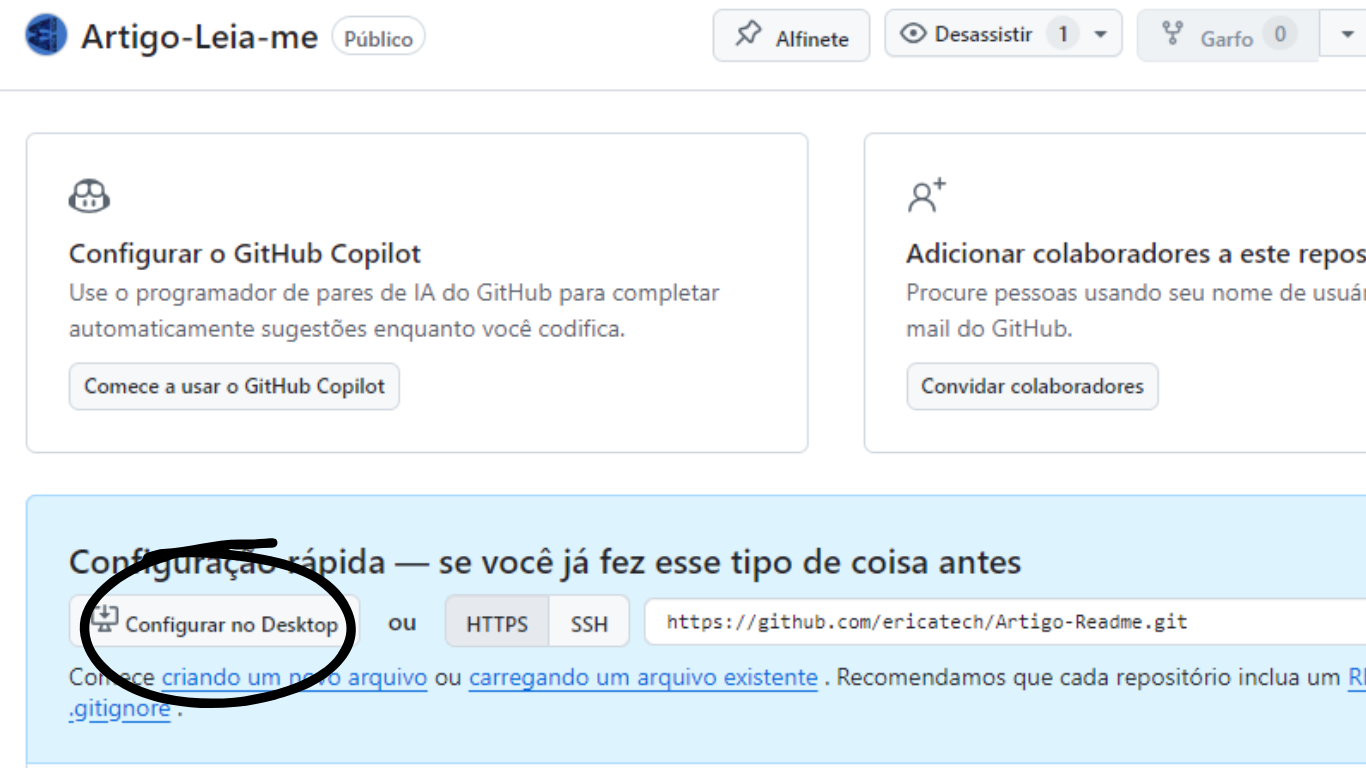 Artigo-Leia-me Público Alfinete Desassistir 1 Garfo 0
Configurar o GitHub Copilot
Use o programador de pares de IA do GitHub para completar
automaticamente sugestões enquanto você codifica.
Comece a usar o GitHub Copilot
Adicionar colaboradores a este repos
Procure pessoas usando seu nome de usuár
mail do GitHub.
Convidar colaboradores
Configuração rápida — se você já fez esse tipo de coisa antes
Configurar no Desktop ou HTTPS SSH https://github.com/ericatech/Artigo-Readme.git
Comece criando um novo arquivo ou carregando um arquivo existente . Recomendamos que cada repositório inclua um
.gitignore .